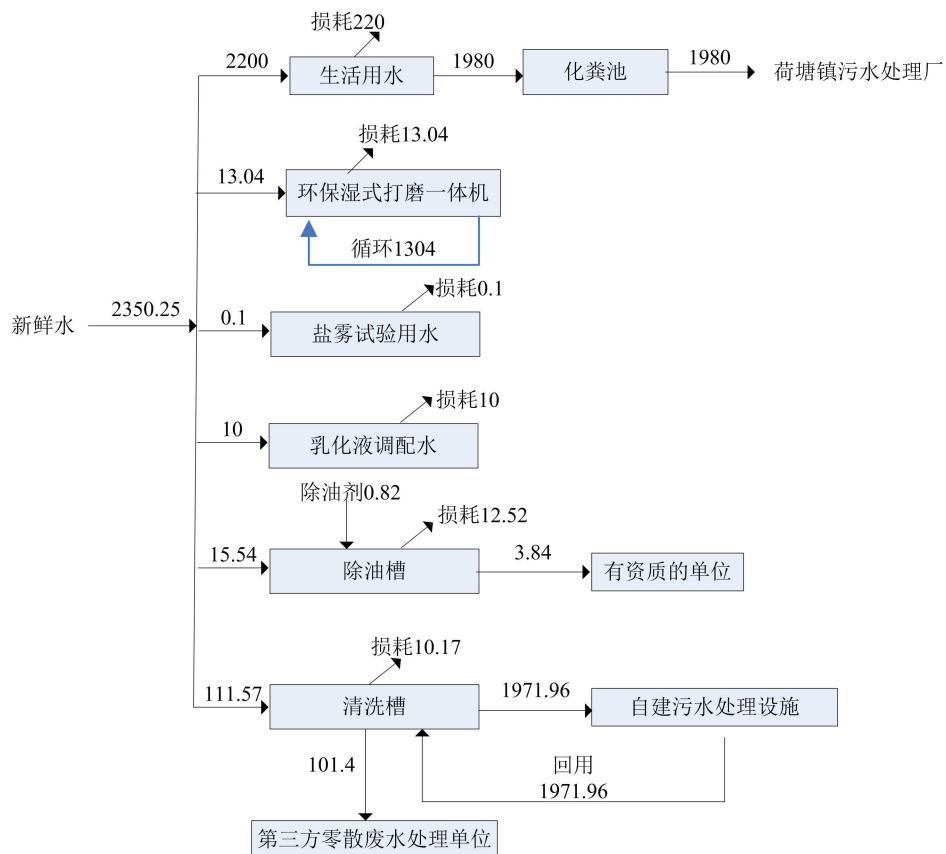 损耗220
2200
生活用水
1980
化粪池
1980
荷塘镇污水处理厂
损耗13.04
13.04
环保湿式打磨一体机
循环1304
新鲜水
2350.25
损耗0.1
0.1
盐雾试验用水
损耗10
10
乳化液调配水
除油剂0.82
损耗12.52
15.54
除油槽
3.84
有资质的单位
损耗10.17
111.57
清洗槽
1971.96
自建污水处理设施
101.4
回用
1971.96
第三方零散废水处理单位